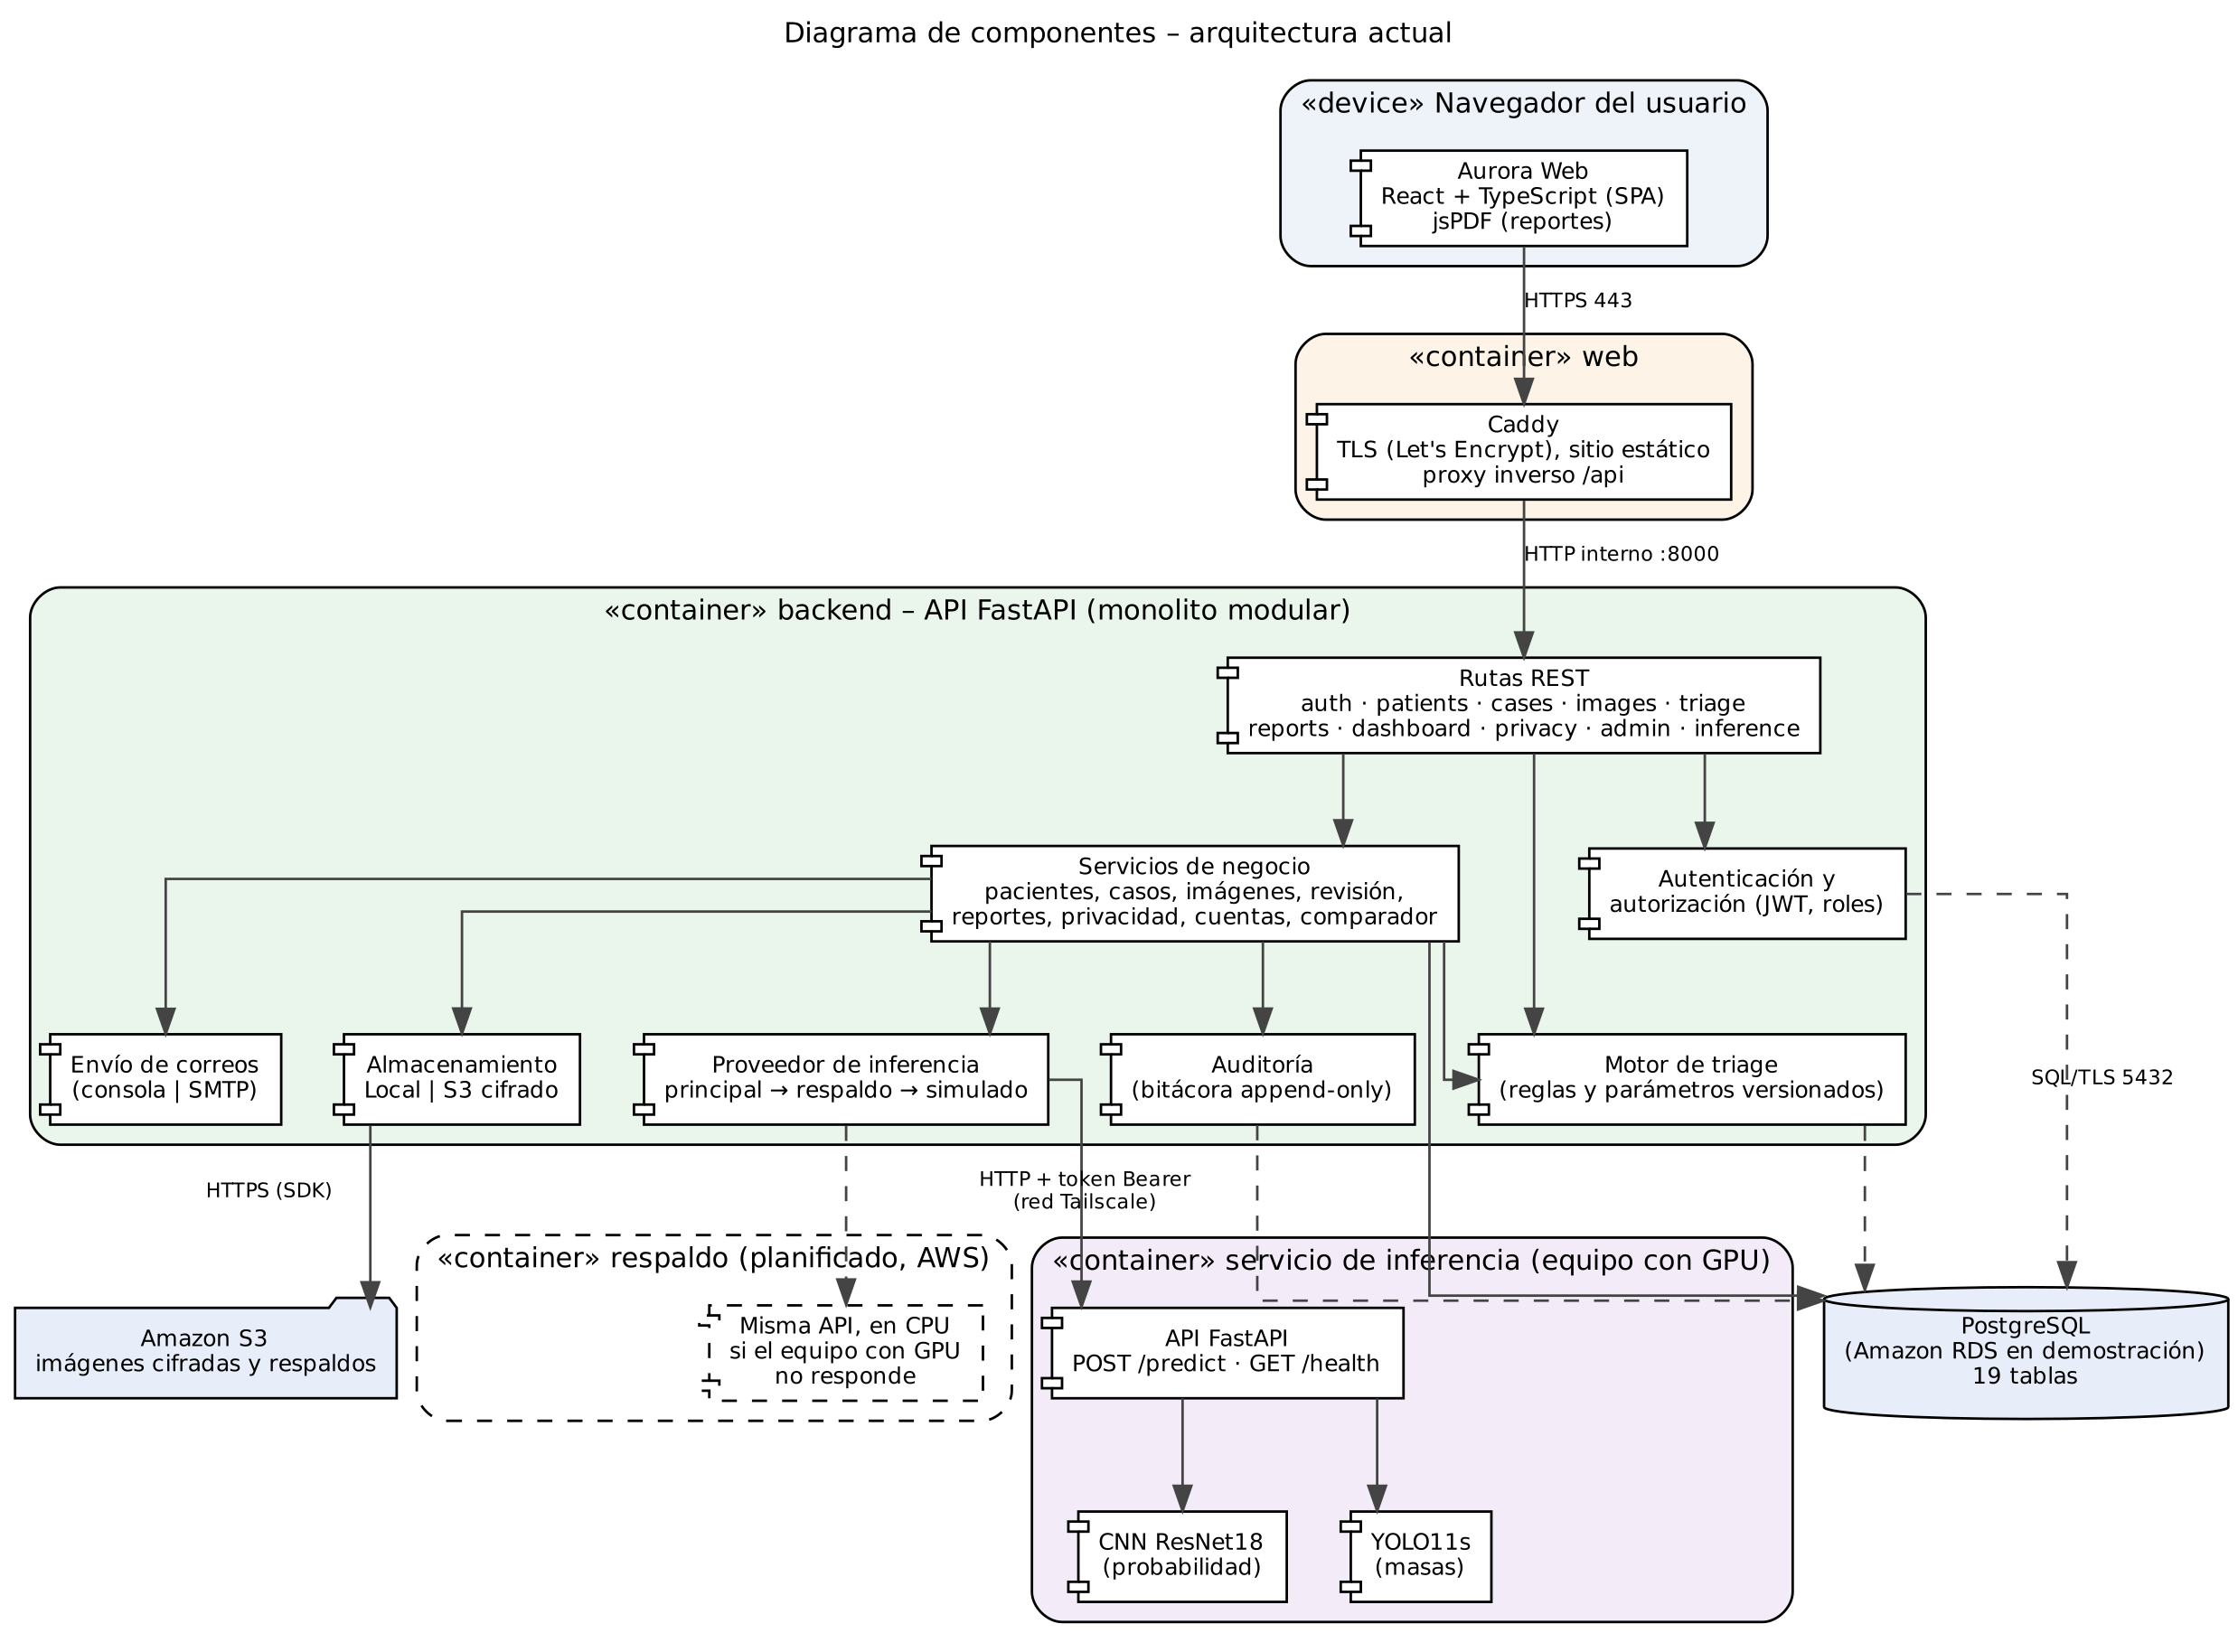 Diagrama de componentes – arquitectura actual
«device» Navegador del usuario
Aurora Web
React + TypeScript (SPA)
jsPDF (reportes)
HTTPS 443
«container» web
Caddy
TLS (Let's Encrypt), sitio estático
proxy inverso /api
HTTP interno :8000
«container» backend – API FastAPI (monolito modular)
Rutas REST
auth · patients · cases · images · triage
reports · dashboard · privacy · admin · inference
Servicios de negocio
pacientes, casos, imágenes, revisión,
reportes, privacidad, cuentas, comparador
Autenticación y
autorización (JWT, roles)
Envío de correos
(consola | SMTP)
Almacenamiento
Local | S3 cifrado
Proveedor de inferencia
principal → respaldo → simulado
Auditoría
(bitácora append-only)
Motor de triage
(reglas y parámetros versionados)
SQL/TLS 5432
HTTPS (SDK)
HTTP + token Bearer
(red Tailscale)
«container» respaldo (planificado, AWS)
«container» servicio de inferencia (equipo con GPU)
Amazon S3
imágenes cifradas y respaldos
Misma API, en CPU
si el equipo con GPU
no responde
API FastAPI
POST /predict · GET /health
PostgreSQL
(Amazon RDS en demostración)
19 tablas
CNN ResNet18
(probabilidad)
YOLO11s
(masas)